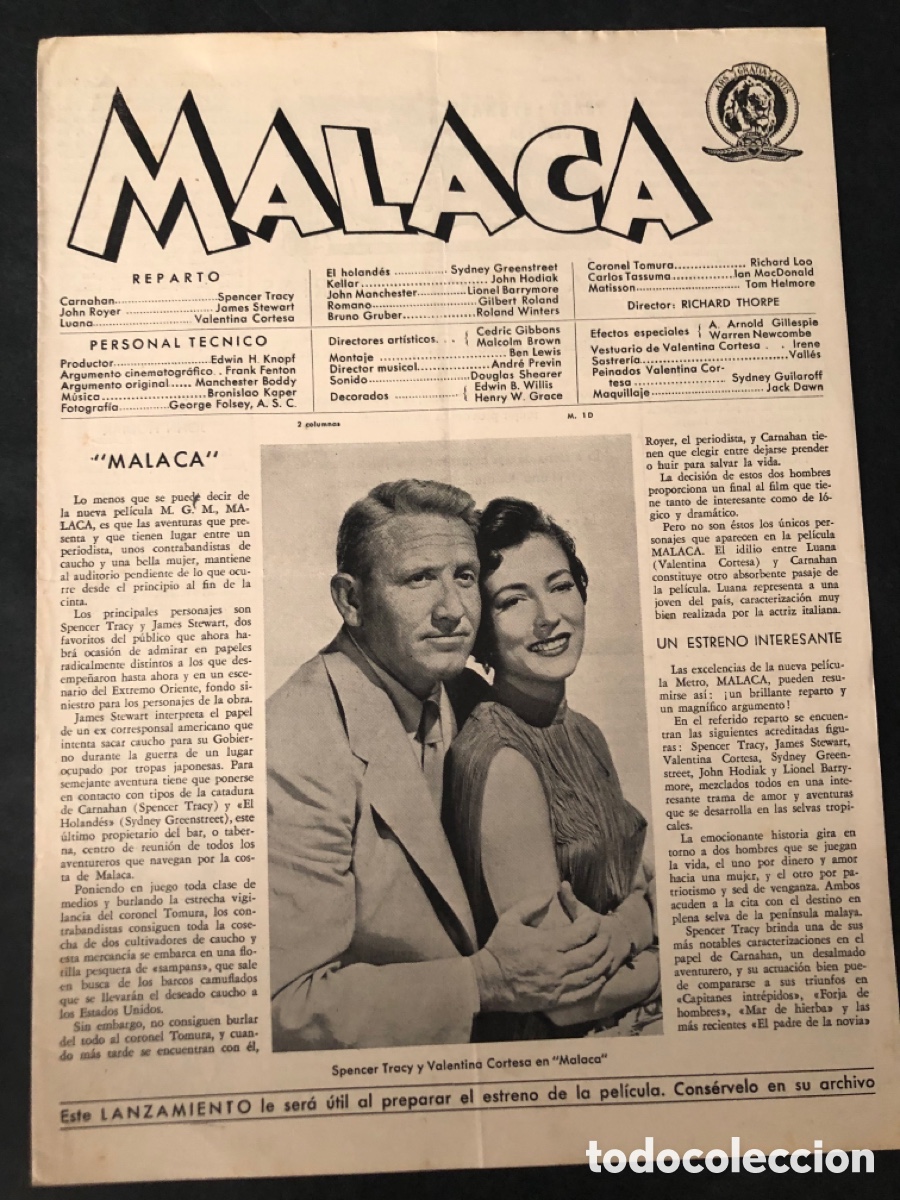 MALACA
ARS GRATIA ARTIS
REPARTO
Carnahan........Spencer Tracy
John Royer........James Stewart
Luana........Valentina Cortesa
El holandés........Sydney Greenstreet
Kellar........John Hodiak
John Manchester........Lionel Barrymore
Romano........Gilbert Roland
Bruno Gruber........Roland Winters
Coronel Tomura........Richard Loo
Carlos Tassuma........Ian MacDonald
Matisson........Tom Helmore
Director: RICHARD THORPE
PERSONAL TECNICO
Productor........Edwin H. Knopf
Argumento cinematográfico..Frank Fenton
Argumento original.....Manchester Boddy
Música........Bronislao Kaper
Fotografía........George Folsey, A. S. C.
Directores artísticos... { Cedric Gibbons
Malcolm Brown
Montaje........Ben Lewis
Director musical........André Previn
Sonido........Douglas Shearer
Decorados........{ Edwin B. Willis
Henry W. Grace
Efectos especiales { A. Arnold Gillespie
Warren Newcombe
Vestuario de Valentina Cortesa . . Irene
Sastrería........Vallés
Peinados Valentina Cor-
tesa........Sydney Guilaroff
Maquillaje........Jack Dawn
2 columnas
M. 1D
"MALACA"
Lo menos que se puede decir de
la nueva película M. G. M., MA-
LACA, es que las aventuras que pre-
senta y que tienen lugar entre un
periodista, unos contrabandistas de
caucho y una bella mujer, mantiene
al auditorio pendiente de lo que ocu-
rre desde el principio al fin de la
cinta.
Los principales personajes son
Spencer Tracy y James Stewart, dos
favoritos del público que ahora ha-
brá ocasión de admirar en papeles
radicalmente distintos a los que des-
empeñaron hasta ahora y en un esce-
nario del Extremo Oriente, fondo si-
niestro para los personajes de la obra.
James Stewart interpreta el papel
de un ex corresponsal americano que
intenta sacar caucho para su Gobier-
no durante la guerra de un lugar
ocupado por tropas japonesas. Para
semejante aventura tiene que ponerse
en contacto con tipos de la catadura
de Carnahan (Spencer Tracy) y «El
Holandés» (Sydney Greenstreet), este
último propietario del bar, o taber-
na, centro de reunión de todos los
aventureros que navegan por la cos-
ta de Malaca.
Poniendo en juego toda clase de
medios y burlando la estrecha vigi-
lancia del coronel Tomura, los con-
trabandistas consiguen toda la cose-
cha de dos cultivadores de caucho y
esta mercancía se embarca en una flo-
tilla pesquera de «sampans», que sale
en busca de los barcos camuflados
que se llevarán el deseado caucho a
los Estados Unidos.
Sin embargo, no consiguen burlar
del todo al coronel Tomura, y cuan-
do más tarde se encuentran con él,
Spencer Tracy y Valentina Cortesa en "Malaca"
Royer, el periodista, y Carnahan tie-
nen que elegir entre dejarse prender
o huir para salvar la vida.
La decisión de estos dos hombres
proporciona un final al film que tie-
ne tanto de interesante como de ló-
gico y dramático.
Pero no son éstos los únicos per-
sonajes que aparecen en la película
MALACA. El idilio entre Luana
(Valentina Cortesa) y Carnahan
constituye otro absorbente pasaje de
la película. Luana representa a una
joven del país, caracterización muy
bien realizada por la actriz italiana.
UN ESTRENO INTERESANTE
Las excelencias de la nueva pelícu-
la Metro, MALACA, pueden resu-
mirse así: ¡un brillante reparto y
un magnífico argumento!
En el referido reparto se encuen-
tran las siguientes acreditadas figu-
ras: Spencer Tracy, James Stewart,
Valentina Cortesa, Sydney Green-
street, John Hodiak y Lionel Barry-
more, mezclados todos en una inte-
resante trama de amor y aventuras
que se desarrolla en las selvas tropi-
cales.
La emocionante historia gira en
torno a dos hombres que se juegan
la vida, el uno por dinero y amor
hacia una mujer, y el otro por pa-
triotismo y sed de venganza. Ambos
acuden a la cita con el destino en
plena selva de la península malaya.
Spencer Tracy brinda una de sus
más notables caracterizaciones en el
papel de Carnahan, un desalmado
aventurero, y su actuación bien pue-
de compararse a sus triunfos en
«Capitanes intrépidos», «Forja de
hombres», «Mar de hierba» y las
más recientes «El padre de la novia»
Este LANZAMIENTO le será útil al preparar el estreno de la película. Consérvelo en su archivo
todocoleccion